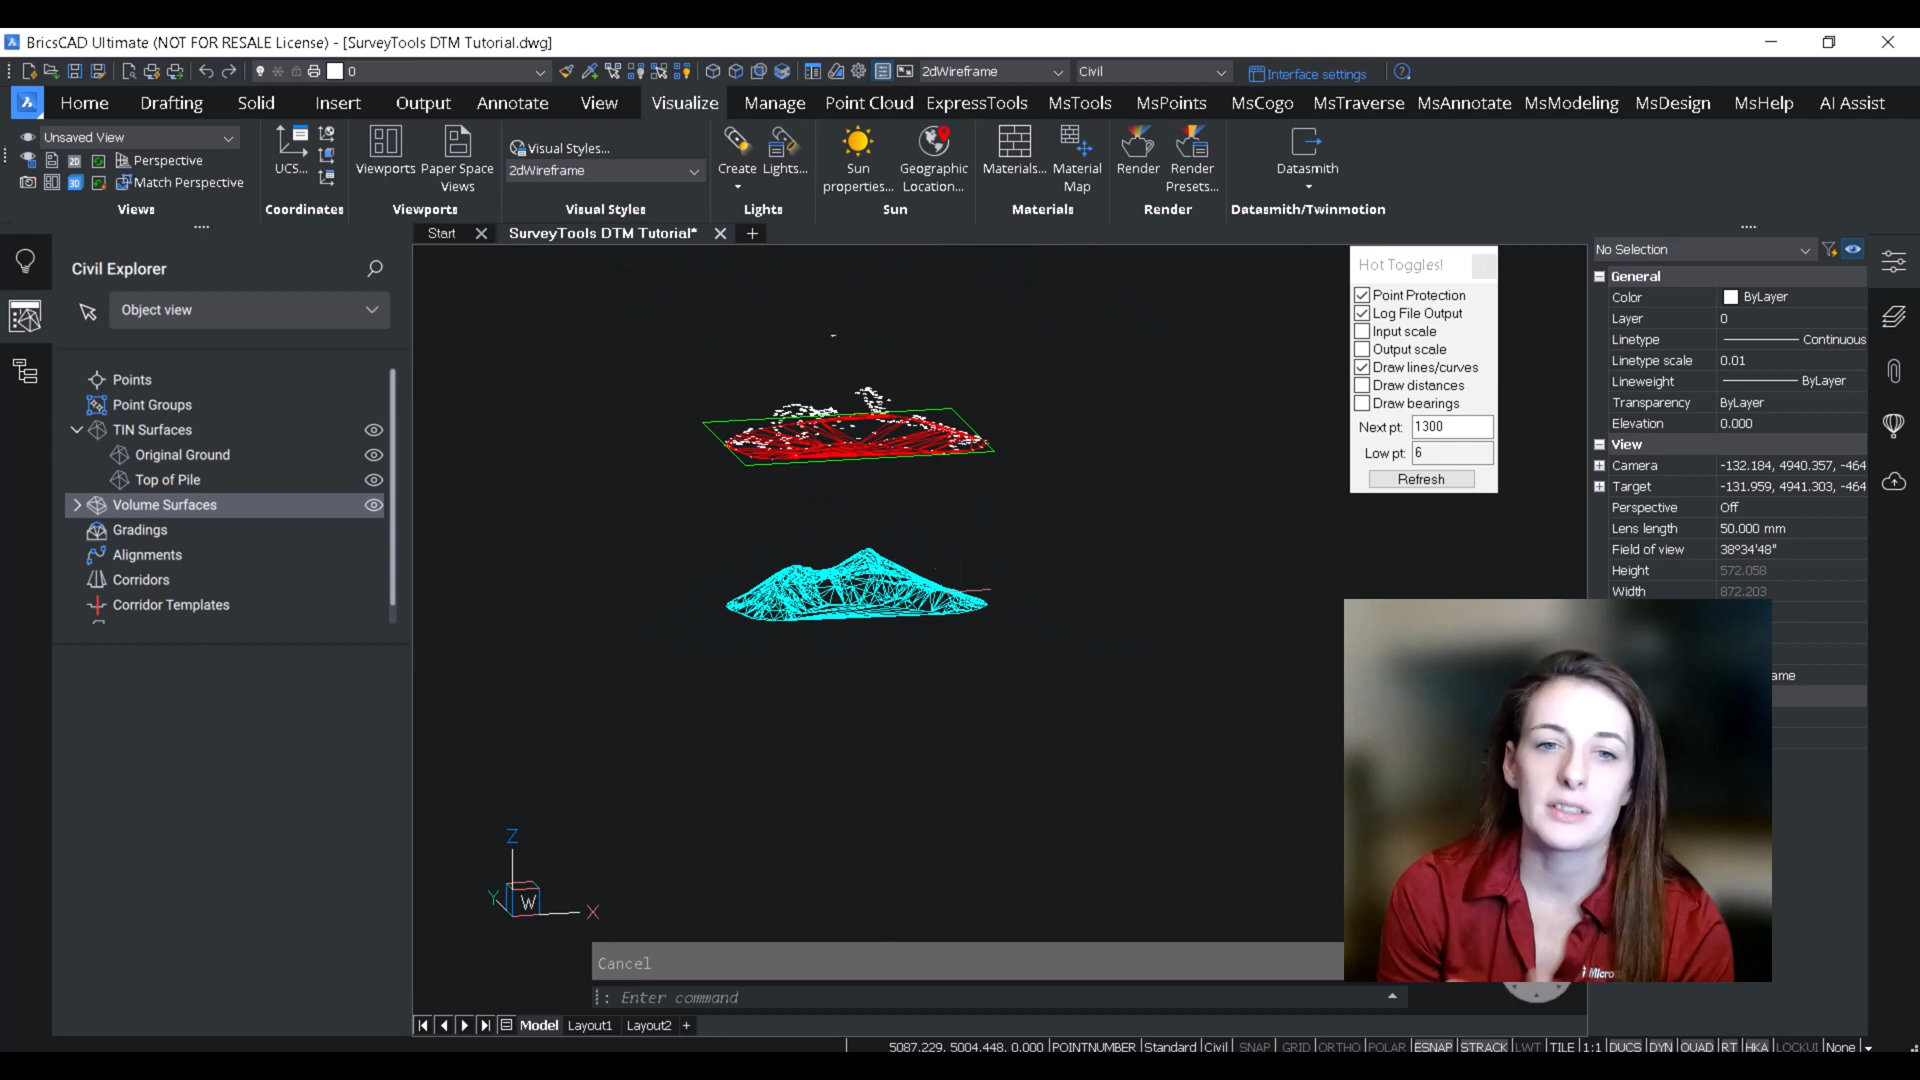 BricsCAD Ultimate (NOT FOR RESALE License) - [SurveyTools DTM Tutorial.dwg]
0
2dWireframe
Civil
Interface settings
Home Drafting Solid Insert Output Annotate View Visualize Manage Point Cloud ExpressTools MsTools MsPoints MsCogo MsTraverse MsAnnotate MsModeling MsDesign MsHelp AI Assist
Unsaved View
Perspective
Match Perspective
Views
UCS...
Coordinates
Viewports
Paper Space
Views
Viewports
Visual Styles...
2dWireframe
Visual Styles
Create
Lights...
Lights
Sun
properties...
Geographic
Location...
Sun
Materials...
Material
Map
Materials
Render
Render
Presets...
Render
Datasmith
Datasmith/Twinmotion
Start
SurveyTools DTM Tutorial*
Civil Explorer
Object view
Points
Point Groups
TIN Surfaces
Original Ground
Top of Pile
Volume Surfaces
Gradings
Alignments
Corridors
Corridor Templates
Hot Toggles!
Point Protection
Log File Output
Input scale
Output scale
Draw lines/curves
Draw distances
Draw bearings
Next pt: 1300
Low pt: 6
Refresh
No Selection
General
Color ByLayer
Layer 0
Linetype Continuous
Linetype scale 0.01
Lineweight ByLayer
Transparency ByLayer
Elevation 0.000
View
Camera -132.184, 4940.357, -464
Target -131.959, 4941.303, -464
Perspective Off
Lens length 50.000 mm
Field of view 38°34'48"
Height 572.058
Width 872.203
ame
Micro
Z
Y
W
X
Cancel
: Enter command
Model Layout1 Layout2 +
5087.229, 5004.448, 0.000 POINTNUMBER Standard Civil SNAP GRID ORTHO POLAR ESNAP STRACK LWT TILE 1:1 DUCS DYN QUAD RT HKA LOCKUI None